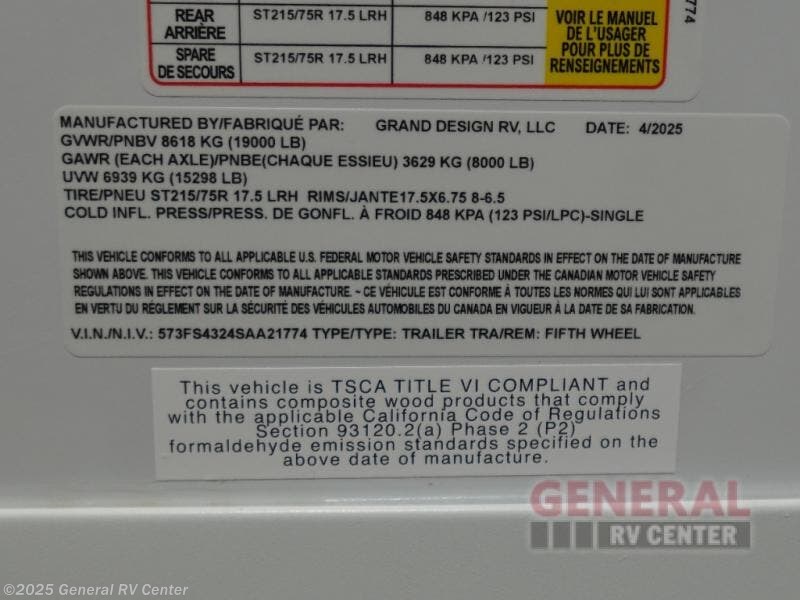 REAR ST215/75R 17.5 LRH 848 KPA /123 PSI
ARRIÈRE
SPARE ST215/75R 17.5 LRH 848 KPA /123 PSI
DE SECOURS
VOIR LE MANUEL
DE L'USAGER
POUR PLUS DE
RENSEIGNEMENTS
774
MANUFACTURED BY/FABRIQUÉ PAR: GRAND DESIGN RV, LLC DATE: 4/2025
GVWR/PNBV 8618 KG (19000 LB)
GAWR (EACH AXLE)/PNBE(CHAQUE ESSIEU) 3629 KG (8000 LB)
UVW 6939 KG (15298 LB)
TIRE/PNEU ST215/75R 17.5 LRH RIMS/JANTE17.5X6.75 8-6.5
COLD INFL. PRESS/PRESS. DE GONFL. À FROID 848 KPA (123 PSI/LPC)-SINGLE
THIS VEHICLE CONFORMS TO ALL APPLICABLE U.S. FEDERAL MOTOR VEHICLE SAFETY STANDARDS IN EFFECT ON THE DATE OF MANUFACTURE
SHOWN ABOVE. THIS VEHICLE CONFORMS TO ALL APPLICABLE STANDARDS PRESCRIBED UNDER THE CANADIAN MOTOR VEHICLE SAFETY
REGULATIONS IN EFFECT ON THE DATE OF MANUFACTURE. ~ CE VÉHICULE EST CONFORME À TOUTES LES NORMES QUI LUI SONT APPLICABLES
EN VERTU DU RÉGLEMENT SUR LA SÉCURITÉ DES VÉHICULES AUTOMOBILES DU CANADA EN VIGUEUR À LA DATE DE SA FABRICATION.
V.I.N./N.I.V.: 573FS4324SAA21774 TYPE/TYPE: TRAILER TRA/REM: FIFTH WHEEL
This vehicle is TSCA TITLE VI COMPLIANT and
contains composite wood products that comply
with the applicable California Code of Regulations
Section 93120.2(a) Phase 2 (P2)
formaldehyde emission standards specified on the
above date of manufacture.
GENERAL
RV CENTER
©2025 General RV Center